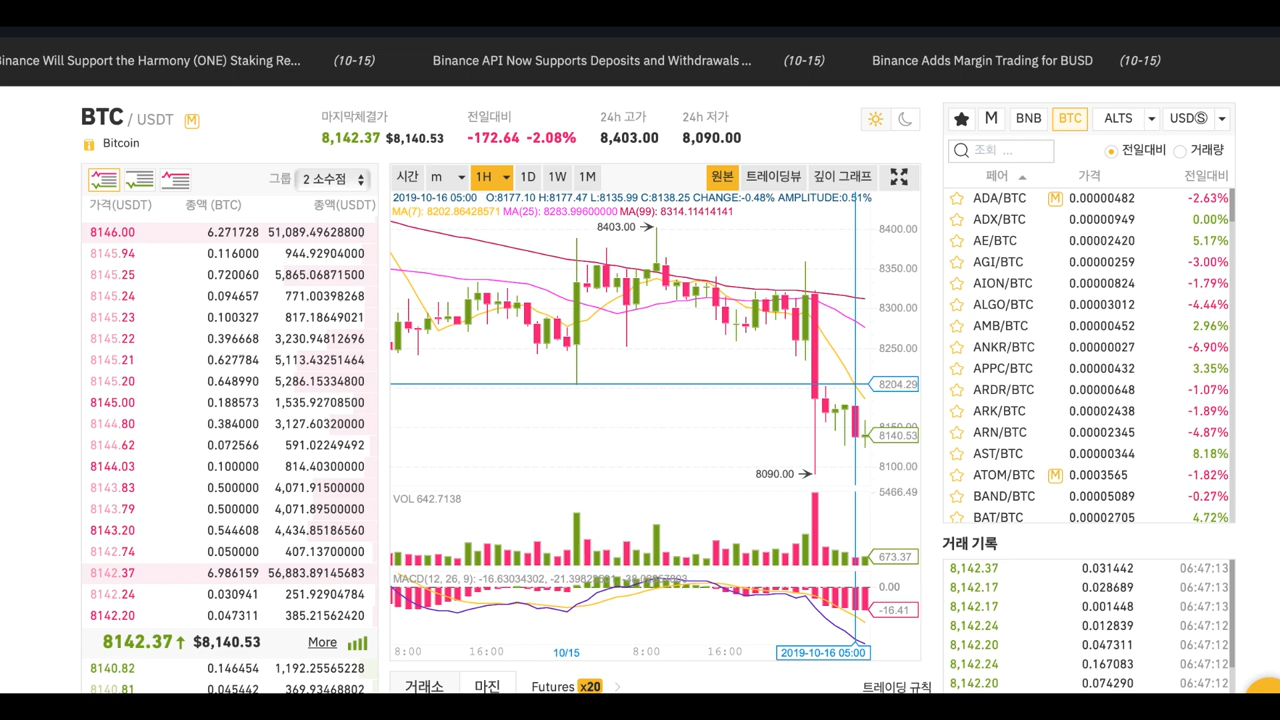 Binance Will Support the Harmony (ONE) Staking Re... (10-15) Binance API Now Supports Deposits and Withdrawals ... (10-15) Binance Adds Margin Trading for BUSD (10-15)
BTC / USDT M
Bitcoin
마지막체결가
8,142.37 $8,140.53
전일대비
-172.64 -2.08%
24h 고가
8,403.00
24h 저가
8,090.00
그룹 2 소수점
가격(USDT) 종액 (BTC) 종액(USDT)
8146.00 6.271728 51,089.49628800
8145.94 0.116000 944.92904000
8145.25 0.720060 5,865.06871500
8145.24 0.094657 771.00398268
8145.23 0.100327 817.18649021
8145.22 0.396668 3,230.94812696
8145.21 0.627784 5,113.43251464
8145.20 0.648990 5,286.15334800
8145.00 0.188573 1,535.92708500
8144.80 0.384000 3,127.60320000
8144.62 0.072566 591.02249492
8144.03 0.100000 814.40300000
8143.83 0.500000 4,071.91500000
8143.79 0.500000 4,071.89500000
8143.20 0.544608 4,434.85186560
8142.74 0.050000 407.13700000
8142.37 6.986159 56,883.89145683
8142.24 0.030941 251.92904784
8142.20 0.047311 385.21562420
8142.37↑ $8,140.53 More
8140.82 0.146454 1,192.25565228
8140.81 0.045442 369.93468802
시간 m 1H 1D 1W 1M 원본 트레이딩뷰 깊이 그래프
2019-10-16 05:00 O:8177.10 H:8177.47 L:8135.99 C:8138.25 CHANGE:-0.48% AMPLITUDE:0.51%
MA(7): 8202.86428571 MA(25): 8283.99600000 MA(99): 8314.11414141
8403.00
8400.00
8350.00
8300.00
8250.00
8204.29
8150.00
8140.53
8090.00
8100.00
VOL 642.7138
5466.49
673.37
MACD(12, 26, 9): -16.63034302,
0.00
-16.41
8:00 16:00 10/15 8:00 16:00 2019-10-16 05:00
거래소 마진 Futures x20 트레이딩 규칙
M BNB BTC ALTS USDⓈ
조회 ... 전일대비 거래량
페어 가격 전일대비
ADA/BTC M 0.00000482 -2.63%
ADX/BTC 0.00000949 0.00%
AE/BTC 0.00002420 5.17%
AGI/BTC 0.00000259 -3.00%
AION/BTC 0.00000824 -1.79%
ALGO/BTC 0.00003012 -4.44%
AMB/BTC 0.00000452 2.96%
ANKR/BTC 0.00000027 -6.90%
APPC/BTC 0.00000432 3.35%
ARDR/BTC 0.00000648 -1.07%
ARK/BTC 0.00002438 -1.89%
ARN/BTC 0.00002345 -4.87%
AST/BTC 0.00000344 8.18%
ATOM/BTC M 0.0003565 -1.82%
BAND/BTC 0.00005089 -0.27%
BAT/BTC 0.00002705 4.72%
거래 기록
8,142.37 0.031442 06:47:13
8,142.17 0.028689 06:47:13
8,142.17 0.001448 06:47:13
8,142.24 0.012839 06:47:13
8,142.20 0.047311 06:47:13
8,142.24 0.167083 06:47:12
8,142.20 0.074290 06:47:12